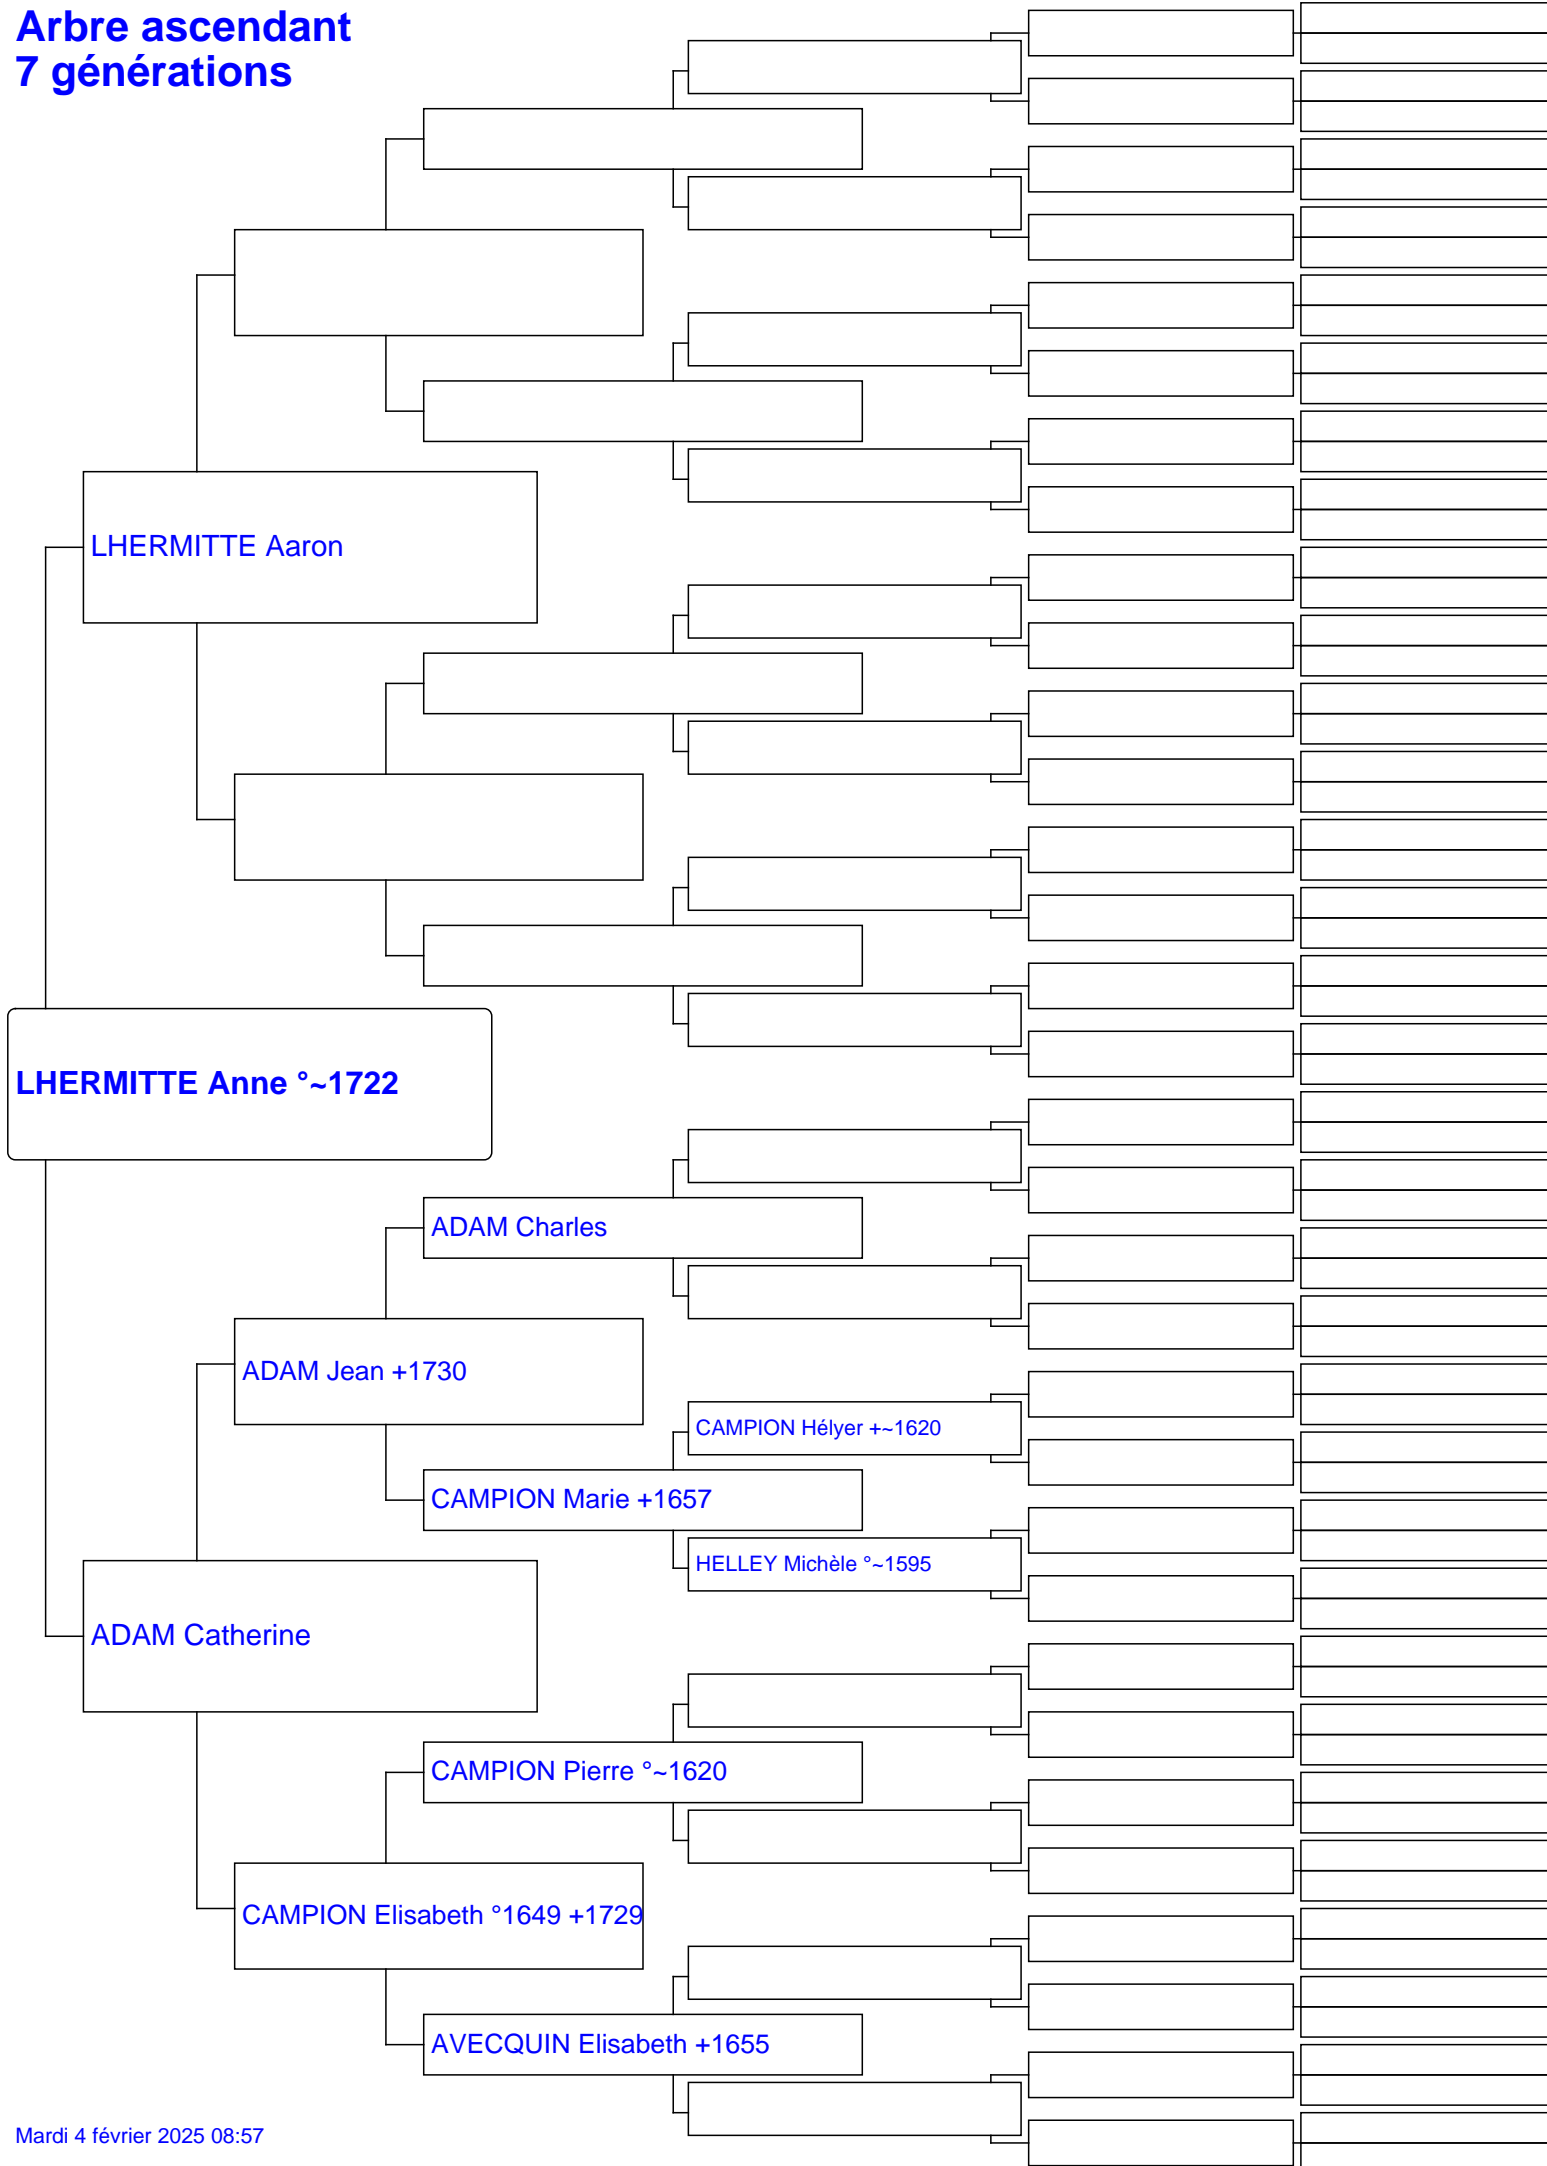 Arbre ascendant
7 générations
LHERMITTE Aaron
LHERMITTE Anne °~1722
ADAM Charles
ADAM Jean +1730
CAMPION Hélyer +~1620
CAMPION Marie +1657
HELLEY Michèle °~1595
ADAM Catherine
CAMPION Pierre °~1620
CAMPION Elisabeth °1649 +1729
AVECQUIN Elisabeth +1655
Mardi 4 février 2025 08:57